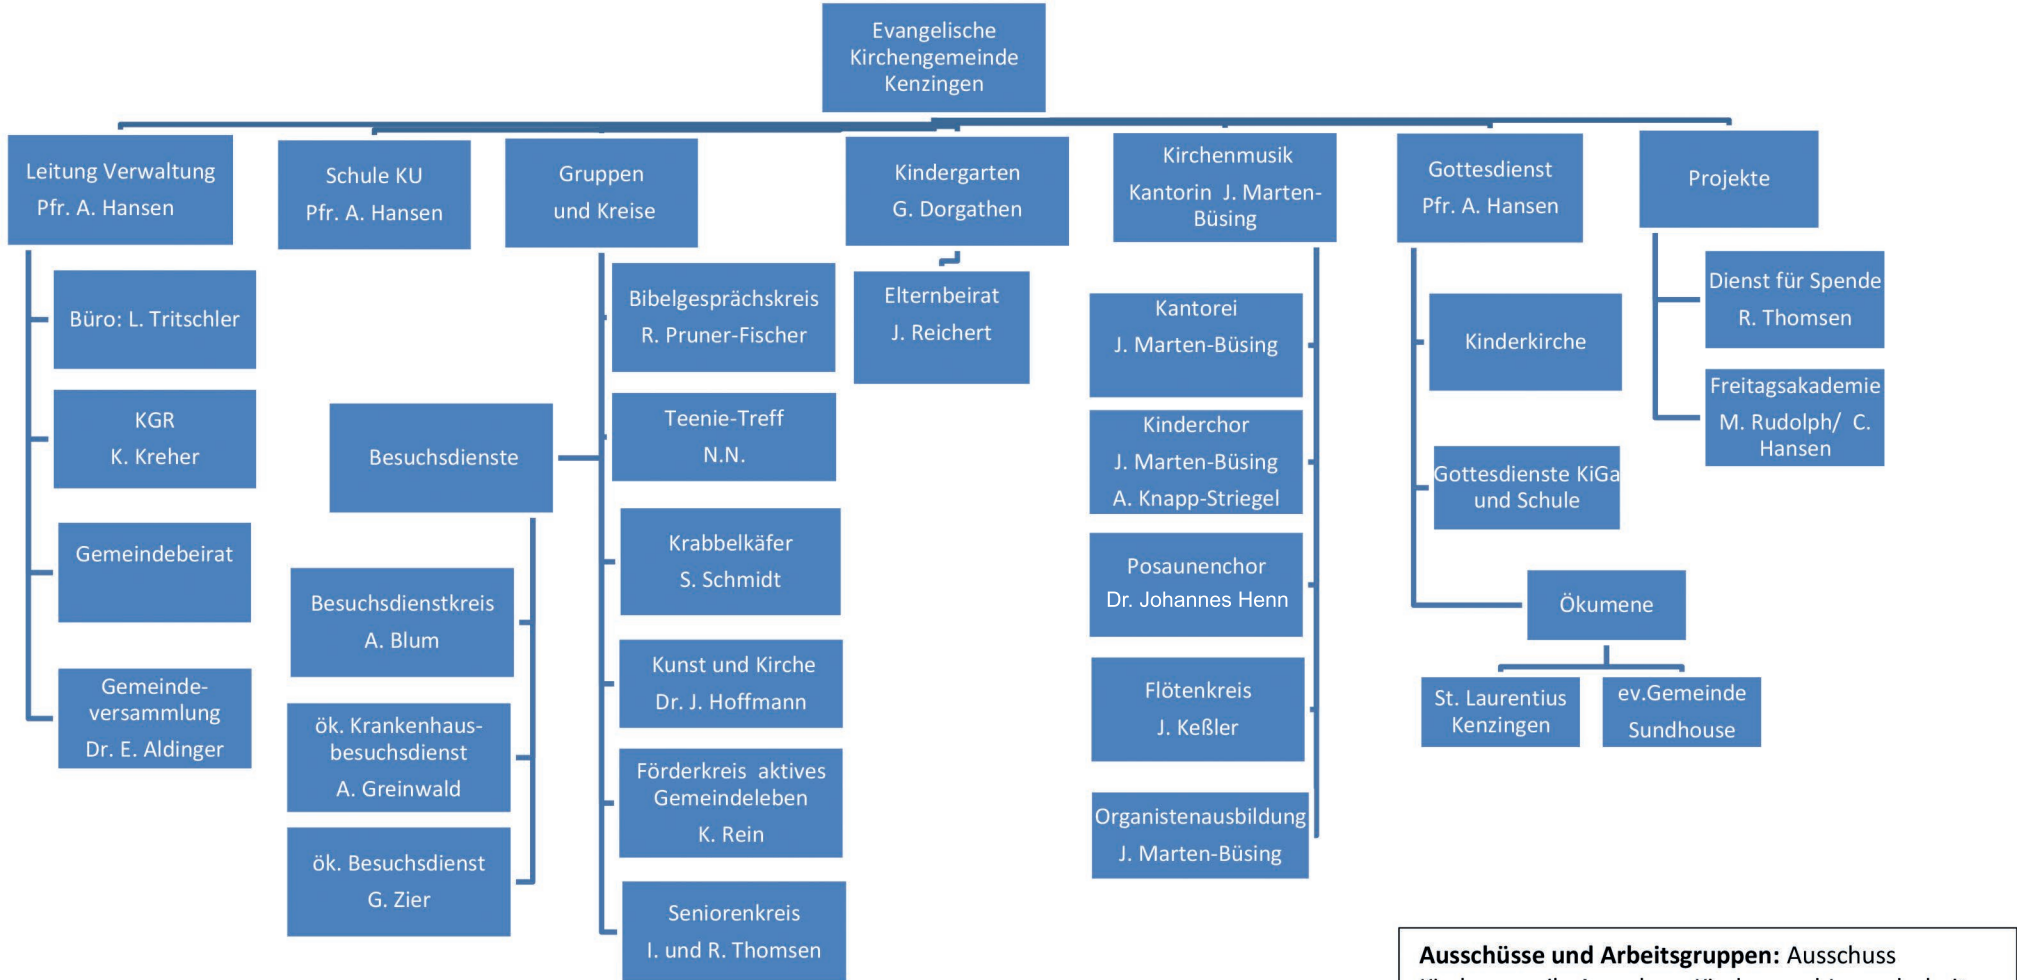 Evangelische
Kirchengemeinde
Kenzingen
Leitung Verwaltung
Pfr. A. Hansen
Schule KU
Pfr. A. Hansen
Gruppen
und Kreise
Kindergarten
G. Dorgathen
Kirchenmusik
Kantorin J. Marten-
Büsing
Gottesdienst
Pfr. A. Hansen
Projekte
Büro: L. Tritschler
KGR
K. Kreher
Gemeindebeirat
Gemeinde-
versammlung
Dr. E. Aldinger
Besuchsdienste
Besuchsdienstkreis
A. Blum
ök. Krankenhaus-
besuchsdienst
A. Greinwald
ök. Besuchsdienst
G. Zier
Bibelgesprächskreis
R. Pruner-Fischer
Teenie-Treff
N.N.
Krabbelkäfer
S. Schmidt
Kunst und Kirche
Dr. J. Hoffmann
Förderkreis aktives
Gemeindeleben
K. Rein
Seniorenkreis
I. und R. Thomsen
Elternbeirat
J. Reichert
Kantorei
J. Marten-Büsing
Kinderchor
J. Marten-Büsing
A. Knapp-Striegel
Posaunenchor
Dr. Johannes Henn
Flötenkreis
J. Keßler
Organistenausbildung
J. Marten-Büsing
Kinderkirche
Gottesdienste KiGa
und Schule
Ökumene
St. Laurentius
Kenzingen
ev.Gemeinde
Sundhouse
Dienst für Spende
R. Thomsen
Freitagsakademie
M. Rudolph/ C.
Hansen
Ausschüsse und Arbeitsgruppen: Ausschuss